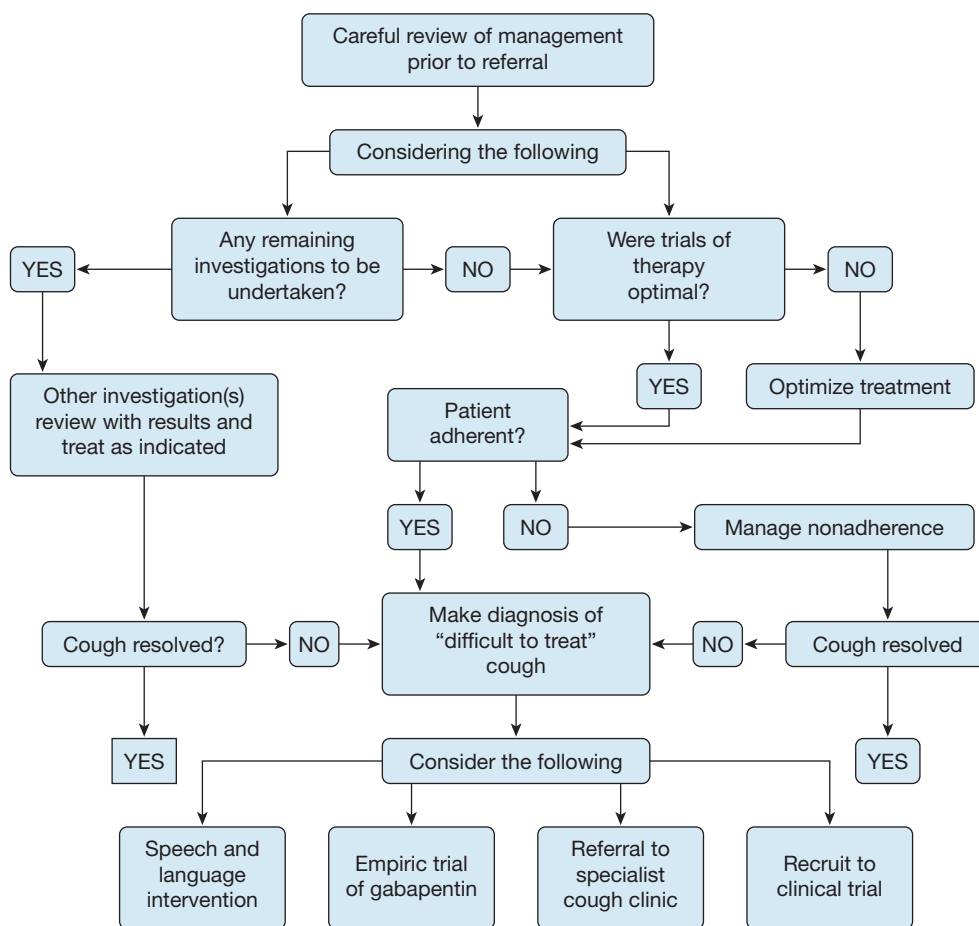 Careful review of management
prior to referral
Considering the following
Any remaining
investigations to be
undertaken?
Were trials of
therapy
optimal?
YES
NO
NO
Other investigation(s)
review with results and
treat as indicated
YES
Optimize treatment
Patient
adherent?
YES
NO
Manage nonadherence
Cough resolved?
NO
Make diagnosis of
“difficult to treat”
cough
NO
Cough resolved
YES
Consider the following
YES
Speech and
language
intervention
Empiric trial
of gabapentin
Referral to
specialist
cough clinic
Recruit to
clinical trial